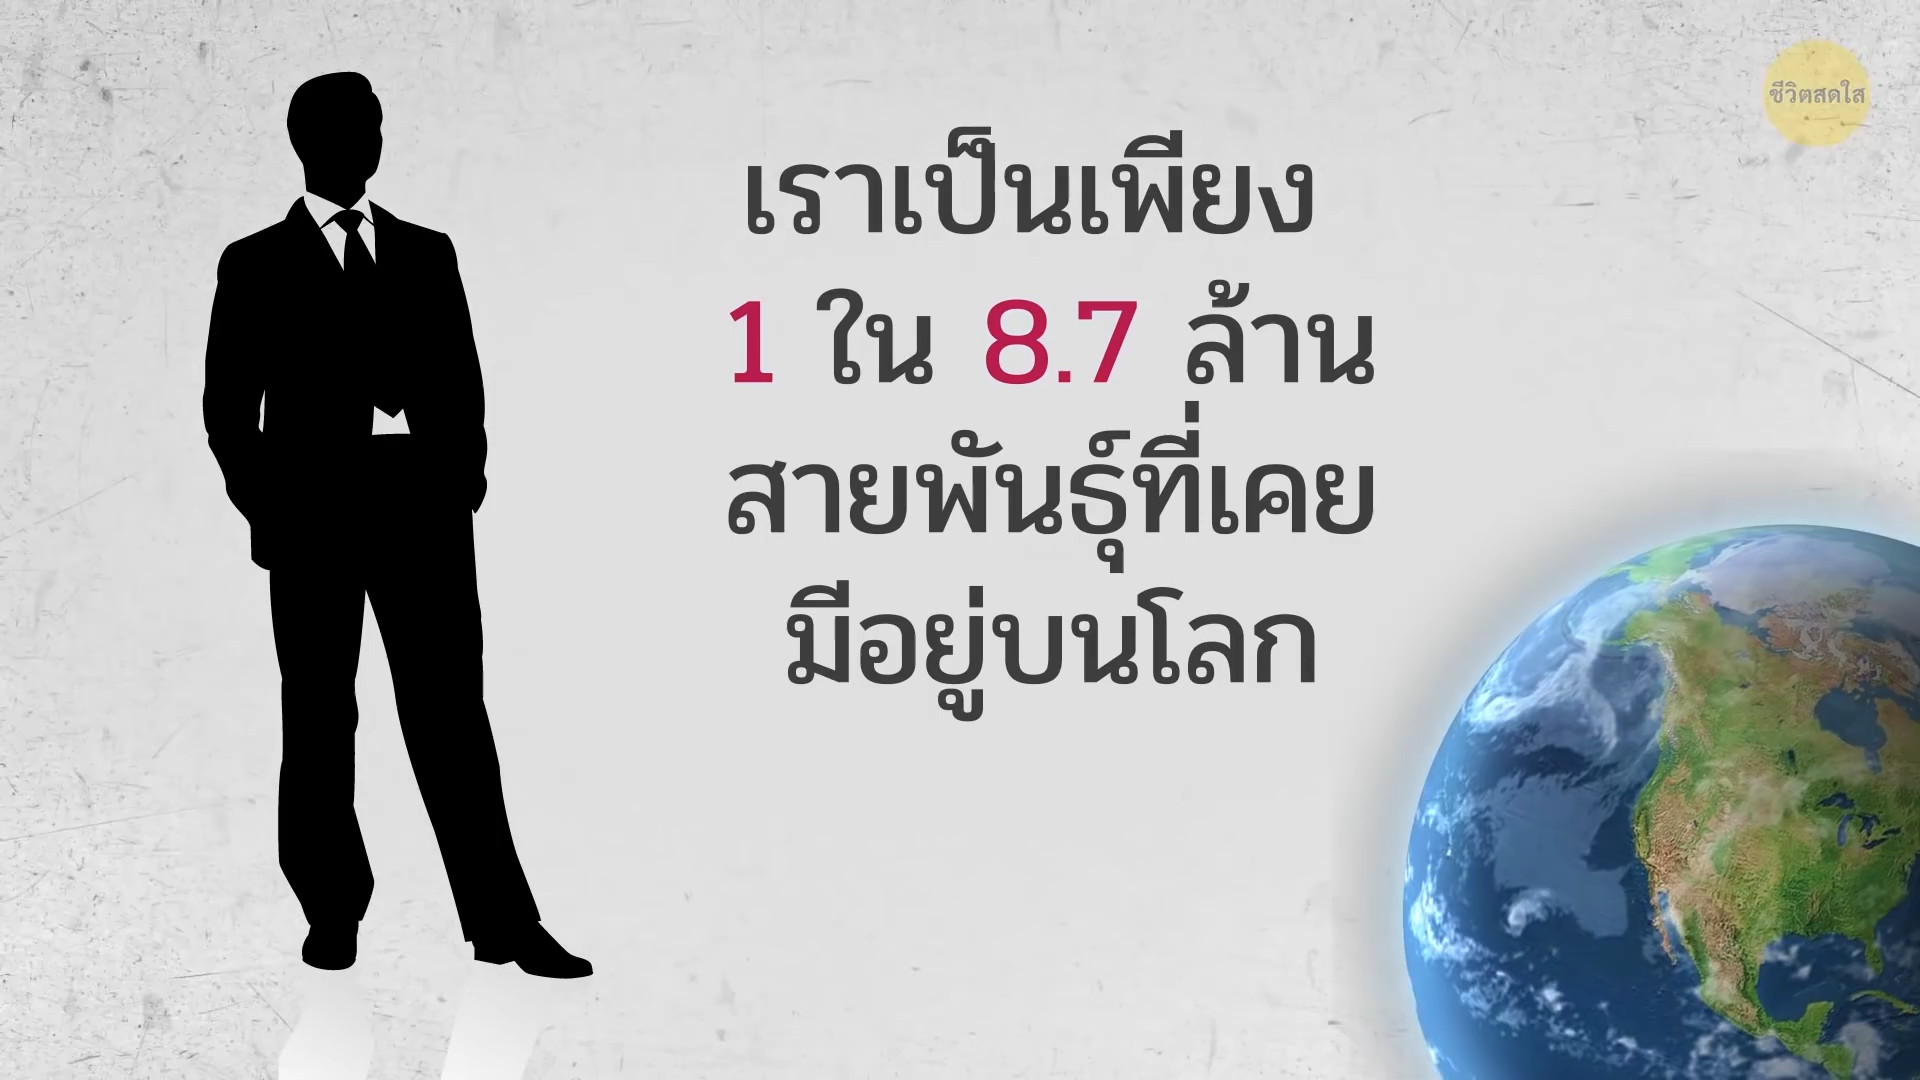 ชีวิตสดใส
เราเป็นเพียง
1 ใน 8.7 ล้าน
สายพันธุ์ที่เคย
มีอยู่บนโลก